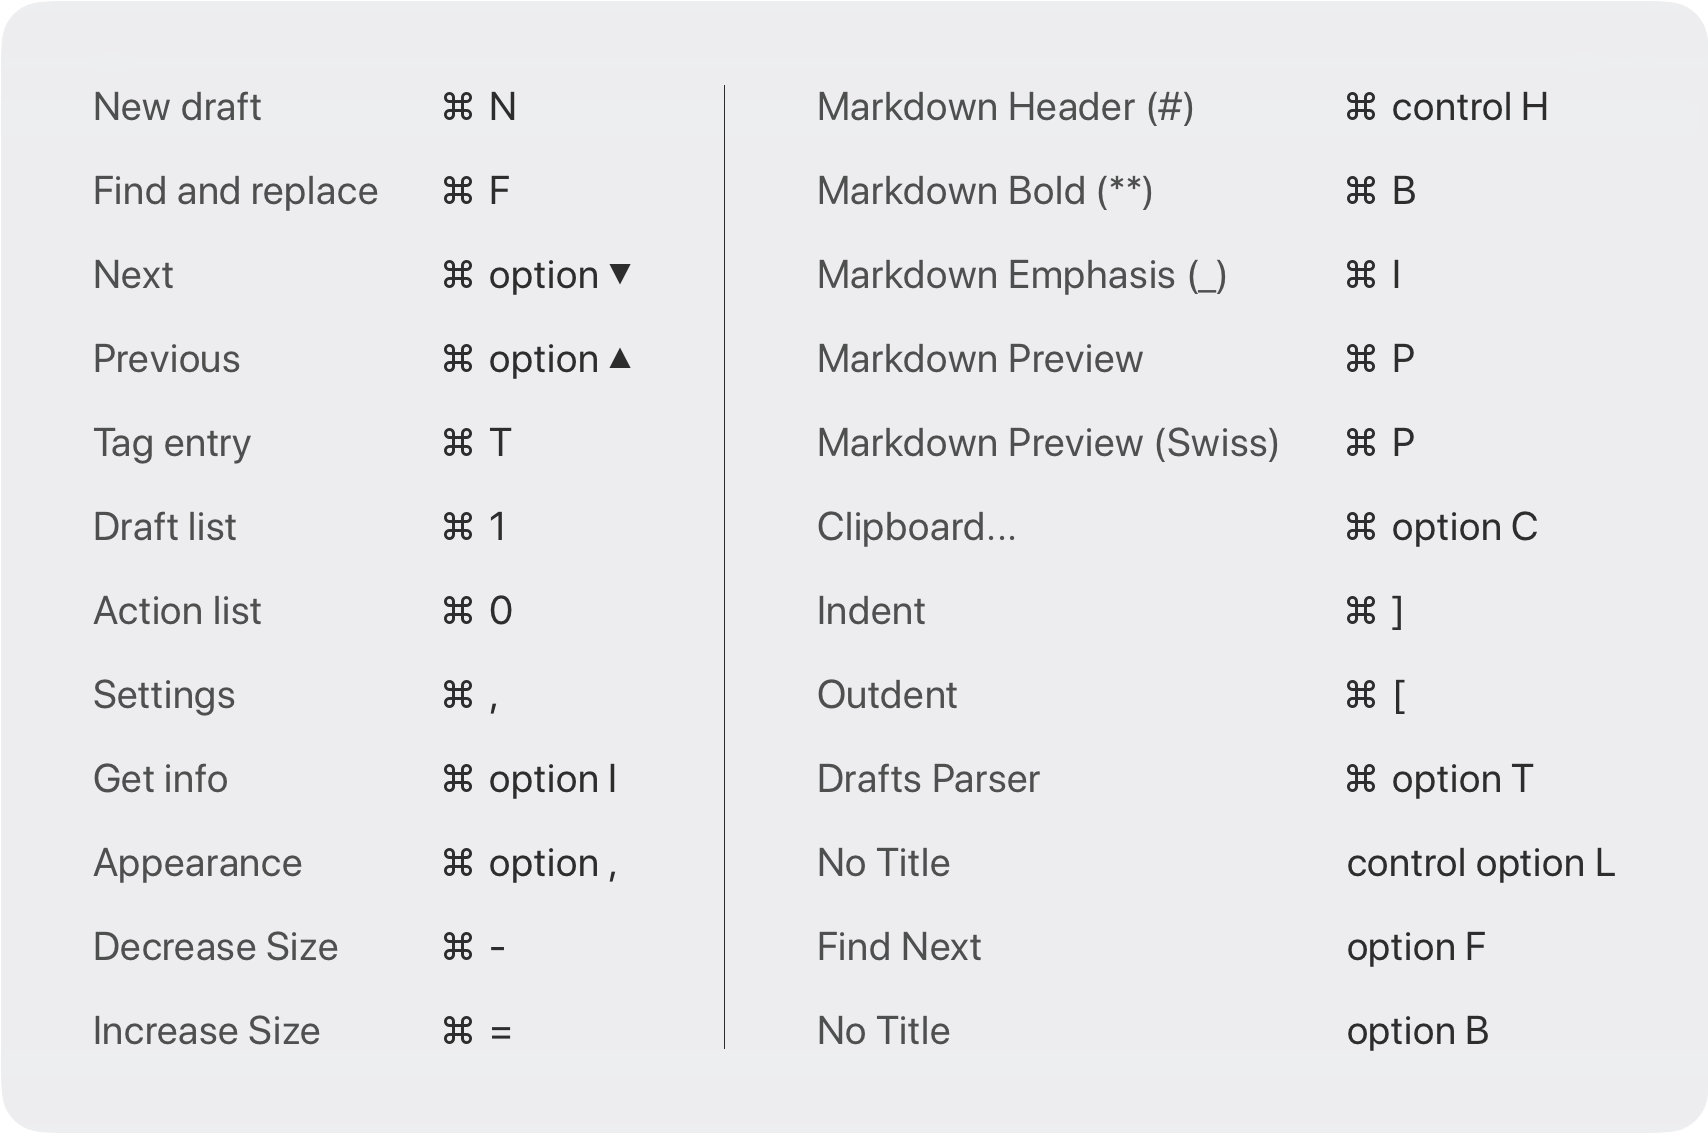 New draft ⌘ N
Find and replace ⌘ F
Next ⌘ option ▼
Previous ⌘ option ▲
Tag entry ⌘ T
Draft list ⌘ 1
Action list ⌘ 0
Settings ⌘ ,
Get info ⌘ option I
Appearance ⌘ option ,
Decrease Size ⌘ -
Increase Size ⌘ =
Markdown Header (#) ⌘ control H
Markdown Bold (**) ⌘ B
Markdown Emphasis (_) ⌘ I
Markdown Preview ⌘ P
Markdown Preview (Swiss) ⌘ P
Clipboard... ⌘ option C
Indent ⌘ ]
Outdent ⌘ [
Drafts Parser ⌘ option T
No Title control option L
Find Next option F
No Title option B